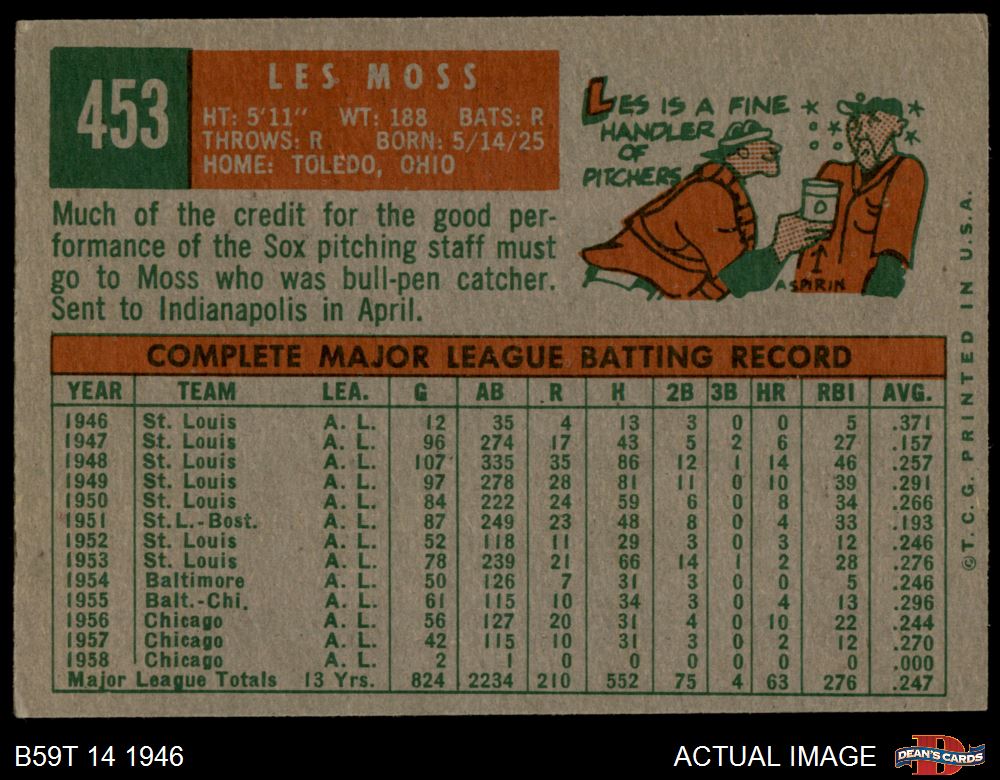 453
LES MOSS
HT: 5'11" WT: 188 BATS: R
THROWS: R BORN: 5/14/25
HOME: TOLEDO, OHIO
Much of the credit for the good per-
formance of the Sox pitching staff must
go to Moss who was bull-pen catcher.
Sent to Indianapolis in April.
LES IS A FINE
HANDLER
OF
PITCHERS
ASPIRIN
COMPLETE MAJOR LEAGUE BATTING RECORD
YEAR TEAM LEA. G AB R H 2B 3B HR RBI AVG.
1946 St. Louis A. L. 12 35 4 13 3 0 0 5 .371
1947 St. Louis A. L. 96 274 17 43 5 2 6 27 .157
1948 St. Louis A. L. 107 335 35 86 12 1 14 46 .257
1949 St. Louis A. L. 97 278 28 81 11 0 10 39 .291
1950 St. Louis A. L. 84 222 24 59 6 0 8 34 .266
1951 St. L.-Bost. A. L. 87 249 23 48 8 0 4 33 .193
1952 St. Louis A. L. 52 118 11 29 3 0 3 12 .246
1953 St. Louis A. L. 78 239 21 66 14 1 2 28 .276
1954 Baltimore A. L. 50 126 7 31 3 0 0 5 .246
1955 Balt.-Chi. A. L. 61 115 10 34 3 0 4 13 .296
1956 Chicago A. L. 56 127 20 31 4 0 10 22 .244
1957 Chicago A. L. 42 115 10 31 3 0 2 12 .270
1958 Chicago A. L. 2 1 0 0 0 0 0 0 .000
Major League Totals 13 Yrs. 824 2234 210 552 75 4 63 276 .247
© T. C. G. PRINTED IN U. S. A.
B59T 14 1946
ACTUAL IMAGE
DEAN'S CARDS